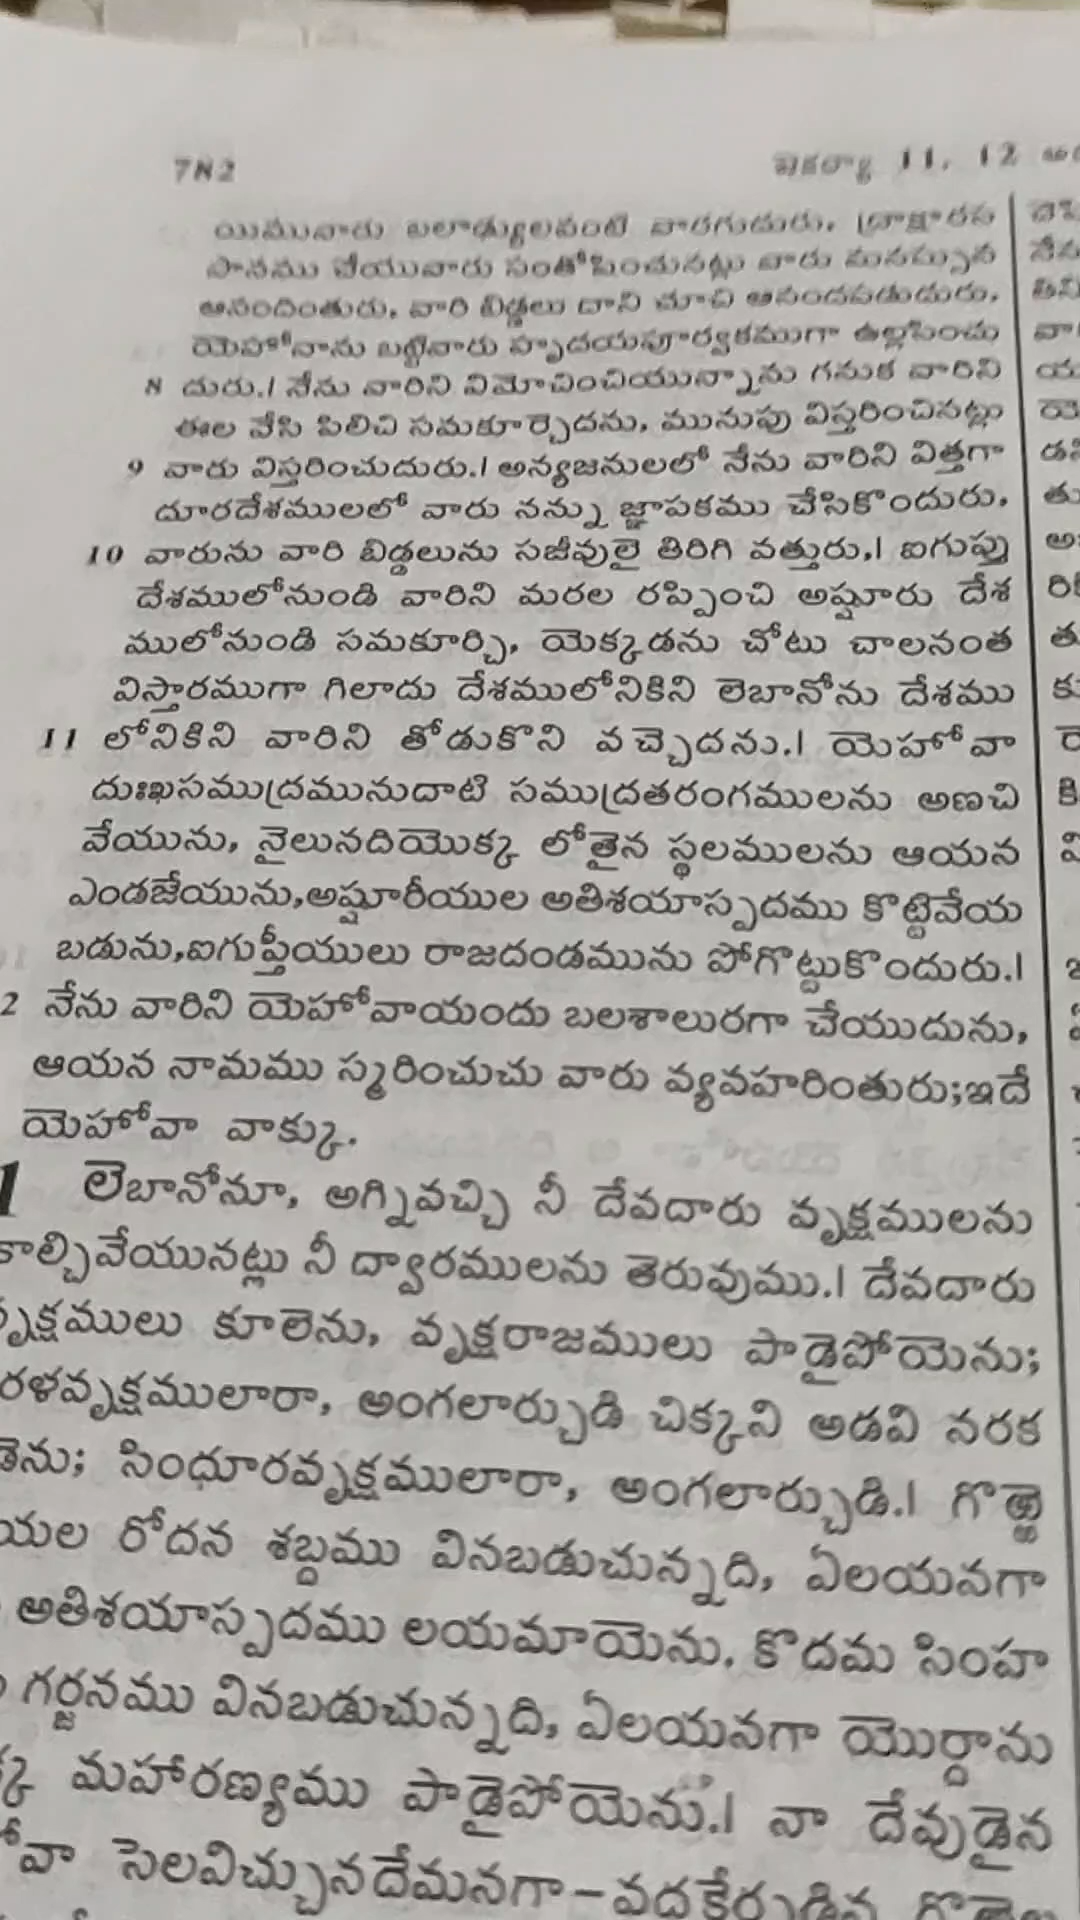 782 జెకర్యా 11, 12
యిమువారు బలాఢ్యులవంటి వారగుదురు. ద్రాక్షారస
పానము చేయువారు సంతోషించునట్లు వారు మనస్సున
ఆనందింతురు, వారి బిడ్డలు దాని చూచి ఆనందపడుదురు,
యెహోవాను బట్టివారు హృదయపూర్వకముగా ఉల్లసించు
8 దురు.| నేను వారిని విమోచించియున్నాను గనుక వారిని
ఈల వేసి పిలిచి సమకూర్చెదను, మునుపు విస్తరించినట్లు
9 వారు విస్తరించుదురు.| అన్యజనులలో నేను వారిని విత్తగా
దూరదేశములలో వారు నన్ను జ్ఞాపకము చేసికొందురు,
10 వారును వారి బిడ్డలును సజీవులై తిరిగి వత్తురు,| ఐగుప్తు
దేశములోనుండి వారిని మరల రప్పించి అష్షూరు దేశ
ములోనుండి సమకూర్చి, యెక్కడను చోటు చాలనంత
విస్తారముగా గిలాదు దేశములోనికిని లెబానోను దేశము
11 లోనికిని వారిని తోడుకొని వచ్చెదను.| యెహోవా
దుఃఖసముద్రమునుదాటి సముద్రతరంగములను అణచి
వేయును, నైలునదియొక్క లోతైన స్థలములను ఆయన
ఎండజేయును,అష్షూరీయుల అతిశయాస్పదము కొట్టివేయ
బడును,ఐగుప్తీయులు రాజదండమును పోగొట్టుకొందురు.|
2 నేను వారిని యెహోవాయందు బలశాలురగా చేయుదును,
ఆయన నామము స్మరించుచు వారు వ్యవహరింతురు;ఇదే
యెహోవా వాక్కు.
1 లెబానోనూ, అగ్నివచ్చి నీ దేవదారు వృక్షములను
కాల్చివేయునట్లు నీ ద్వారములను తెరువుము.| దేవదారు
వృక్షములు కూలెను, వృక్షరాజములు పాడైపోయెను;
రళవృక్షములారా, అంగలార్చుడి చిక్కని అడవి నరక
డెను; సింధూరవృక్షములారా, అంగలార్చుడి.| గొఱ్ఱె
యల రోదన శబ్దము వినబడుచున్నది, ఏలయనగా
అతిశయాస్పదము లయమాయెను. కొదమ సింహ
గర్జనము వినబడుచున్నది, ఏలయనగా యొర్దాను
క్క మహారణ్యము పాడైపోయెను.| నా దేవుడైన
హోవా సెలవిచ్చునదేమనగా–వధకేర్పడిన గొఱ్ఱెల